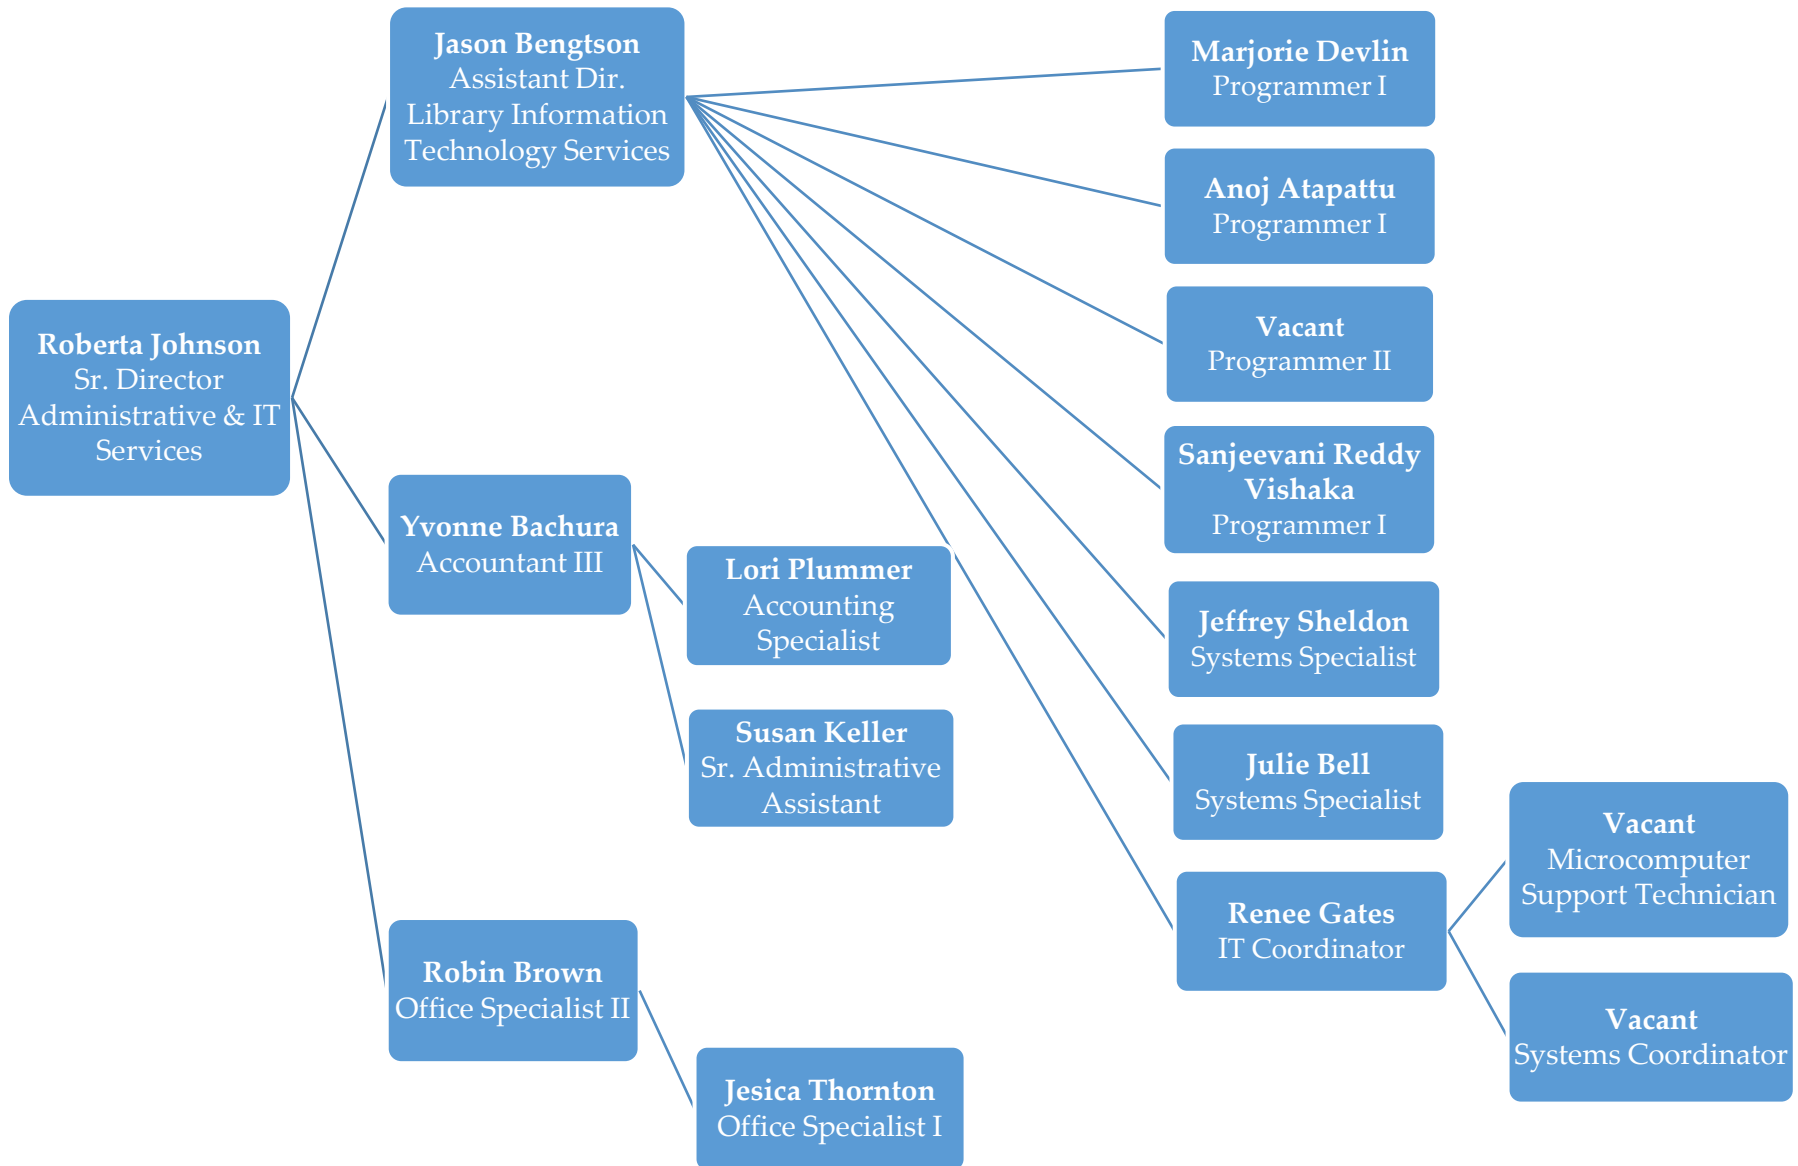 Roberta Johnson
Sr. Director
Administrative & IT
Services
Jason Bengtson
Assistant Dir.
Library Information
Technology Services
Marjorie Devlin
Programmer I
Anoj Atapattu
Programmer I
Vacant
Programmer II
Sanjeevani Reddy
Vishaka
Programmer I
Jeffrey Sheldon
Systems Specialist
Julie Bell
Systems Specialist
Renee Gates
IT Coordinator
Vacant
Microcomputer
Support Technician
Vacant
Systems Coordinator
Yvonne Bachura
Accountant III
Lori Plummer
Accounting
Specialist
Susan Keller
Sr. Administrative
Assistant
Robin Brown
Office Specialist II
Jesica Thornton
Office Specialist I